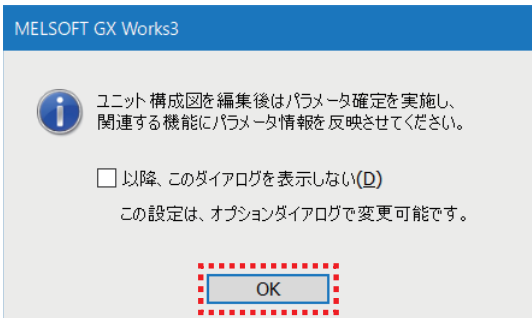 MELSOFT GX Works3
ユニット構成図を編集後はパラメータ確定を実施し、
関連する機能にパラメータ情報を反映させてください。
以降、このダイアログを表示しない(D)
この設定は、オプションダイアログで変更可能です。
OK